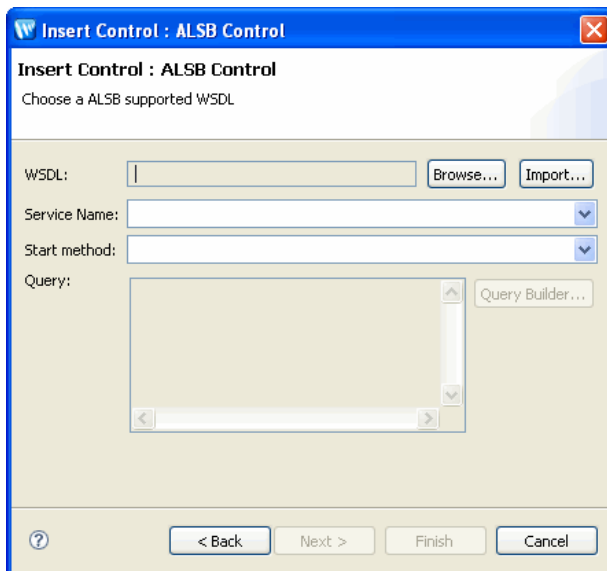 Insert Control : ALSB Control
Insert Control : ALSB Control
Choose a ALSB supported WSDL
WSDL: Browse... Import...
Service Name:
Start method:
Query: Query Builder...
? < Back Next > Finish Cancel